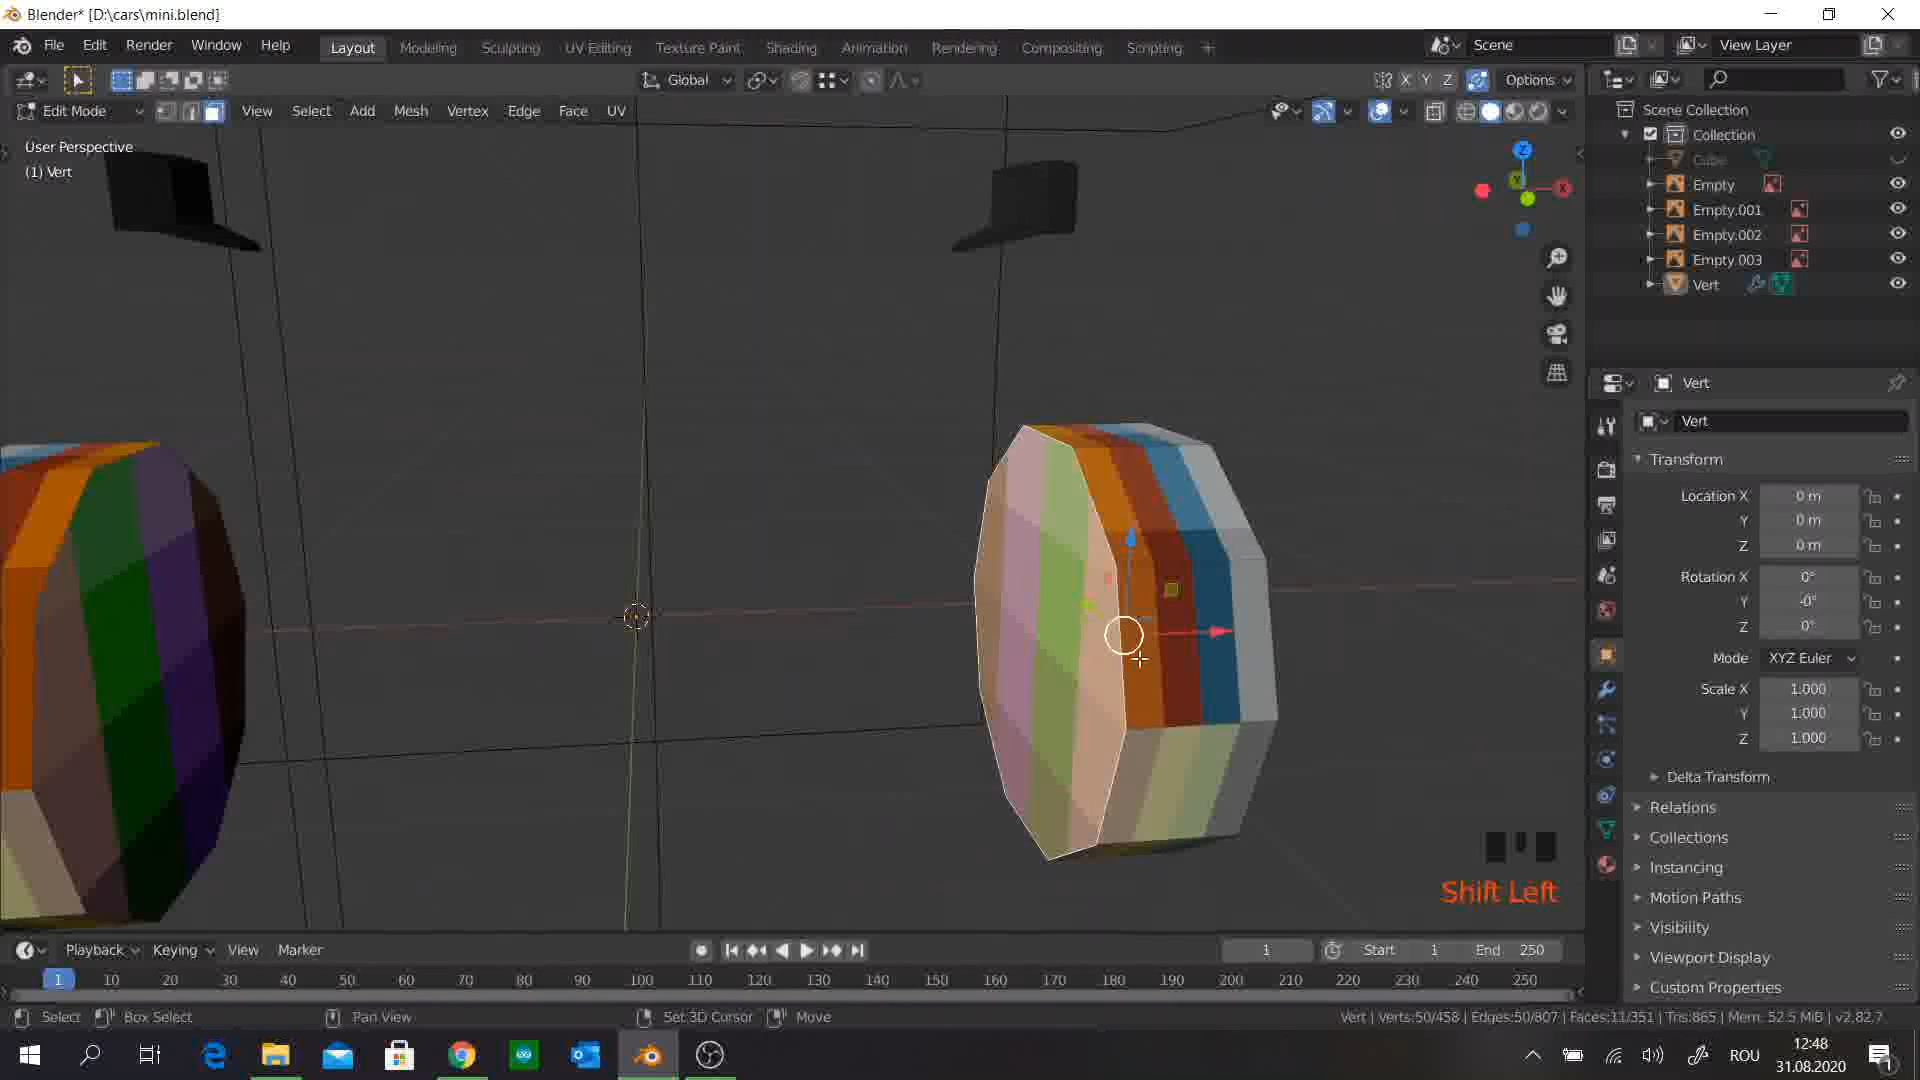 Blender* [D:\cars\mini.blend]
File Edit Render Window Help Layout Modeling Sculpting UV Editing Texture Paint Shading Animation Rendering Compositing Scripting + Scene View Layer
Global X Y Z Options
Edit Mode View Select Add Mesh Vertex Edge Face UV
User Perspective
(1) Vert
Z
Y
X
Scene Collection
Collection
Cube
Empty
Empty.001
Empty.002
Empty.003
Vert
Vert
Vert
Transform
Location X 0 m
Y 0 m
Z 0 m
Rotation X 0°
Y -0°
Z 0°
Mode XYZ Euler
Scale X 1.000
Y 1.000
Z 1.000
Delta Transform
Relations
Collections
Instancing
Motion Paths
Visibility
Viewport Display
Custom Properties
Shift Left
Playback Keying View Marker 1 Start 1 End 250
1 10 20 30 40 50 60 70 80 90 100 110 120 130 140 150 160 170 180 190 200 210 220 230 240 250
Select Box Select Pan View Set 3D Cursor Move Vert | Verts:50/458 | Edges:50/807 | Faces:11/351 | Tris:865 | Mem: 52.5 MiB | v2.82.7
ROU
12:48
31.08.2020
1